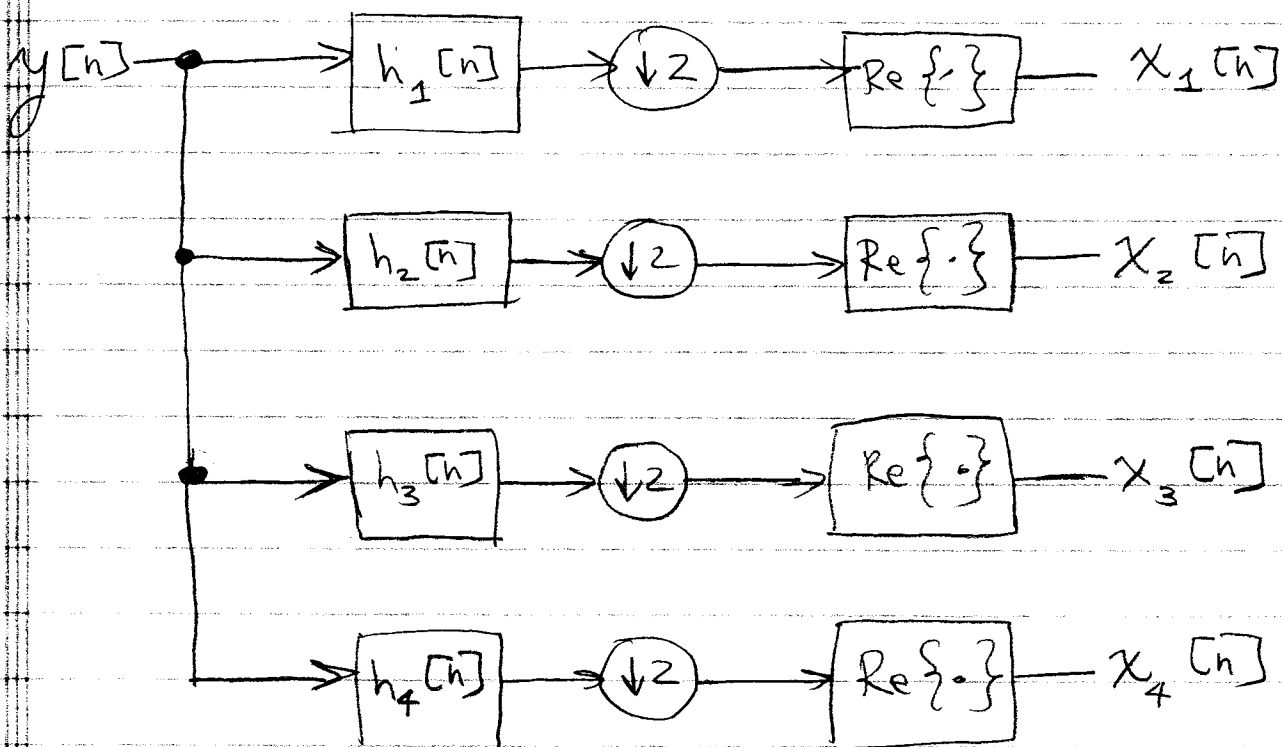 y[n] h₁[n] ↓2 Re{·} x₁[n]
h₂[n] ↓2 Re{·} x₂[n]
h₃[n] ↓2 Re{·} x₃[n]
h₄[n] ↓2 Re{·} x₄[n]